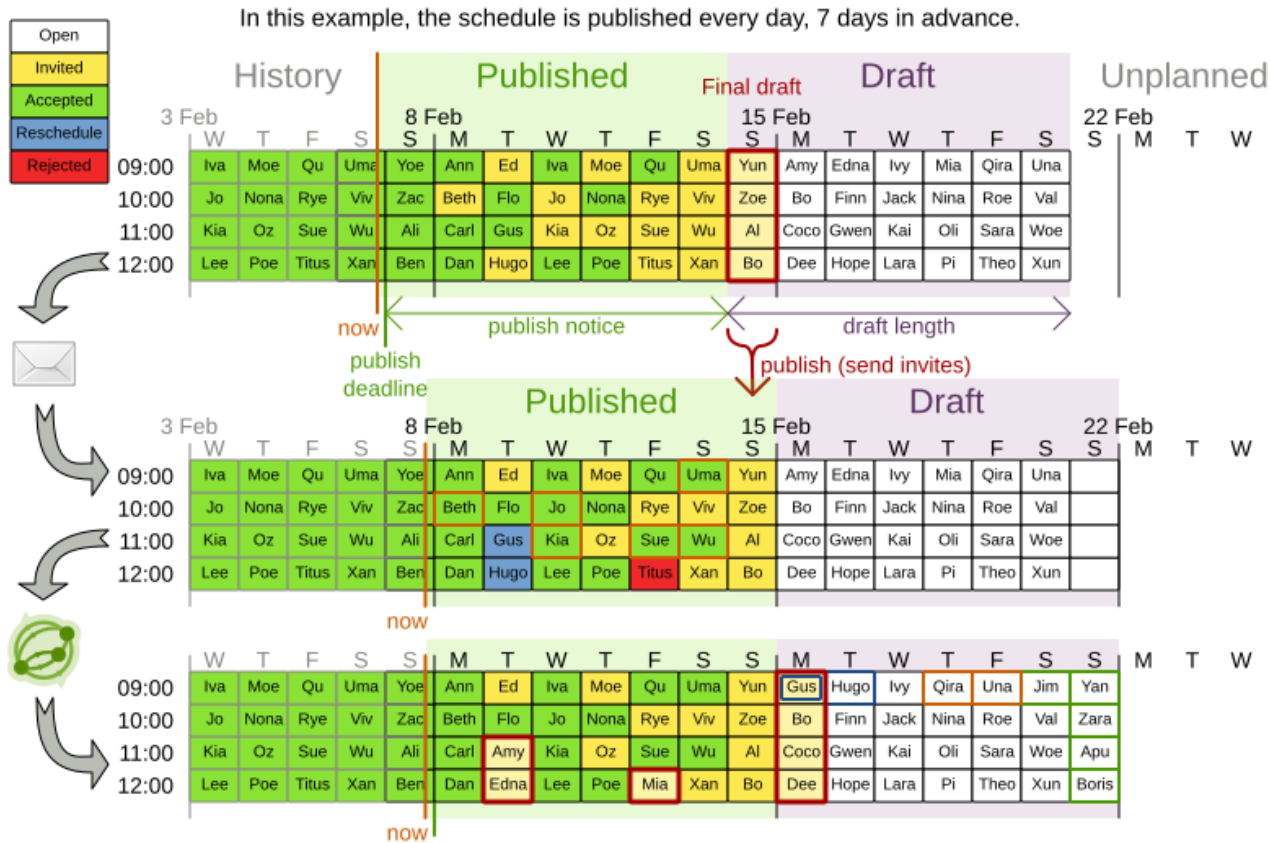 In this example, the schedule is published every day, 7 days in advance.
Open
Invited
Accepted
Reschedule
Rejected
History Published Final draft Draft Unplanned
3 Feb 8 Feb 15 Feb 22 Feb
W T F S S M T W T F S S M T W T F S S M T W
09:00 Iva Moe Qu Uma Yoe Ann Ed Iva Moe Qu Uma Yun Amy Edna Ivy Mia Qira Una
10:00 Jo Nona Rye Viv Zac Beth Flo Jo Nona Rye Viv Zoe Bo Finn Jack Nina Roe Val
11:00 Kia Oz Sue Wu Ali Carl Gus Kia Oz Sue Wu Al Coco Gwen Kai Oli Sara Woe
12:00 Lee Poe Titus Xan Ben Dan Hugo Lee Poe Titus Xan Bo Dee Hope Lara Pi Theo Xun
now publish notice draft length
publish deadline
publish (send invites)
Published Draft
3 Feb 8 Feb 15 Feb 22 Feb
W T F S S M T W T F S S M T W T F S S M T W
09:00 Iva Moe Qu Uma Yoe Ann Ed Iva Moe Qu Uma Yun Amy Edna Ivy Mia Qira Una
10:00 Jo Nona Rye Viv Zac Beth Flo Jo Nona Rye Viv Zoe Bo Finn Jack Nina Roe Val
11:00 Kia Oz Sue Wu Ali Carl Gus Kia Oz Sue Wu Al Coco Gwen Kai Oli Sara Woe
12:00 Lee Poe Titus Xan Ben Dan Hugo Lee Poe Titus Xan Bo Dee Hope Lara Pi Theo Xun
now
W T F S S M T W T F S S M T W T F S S M T W
09:00 Iva Moe Qu Uma Yoe Ann Ed Iva Moe Qu Uma Yun Gus Hugo Ivy Qira Una Jim Yan
10:00 Jo Nona Rye Viv Zac Beth Flo Jo Nona Rye Viv Zoe Bo Finn Jack Nina Roe Val Zara
11:00 Kia Oz Sue Wu Ali Carl Amy Kia Oz Sue Wu Al Coco Gwen Kai Oli Sara Woe Apu
12:00 Lee Poe Titus Xan Ben Dan Edna Lee Poe Mia Xan Bo Dee Hope Lara Pi Theo Xun Boris
now